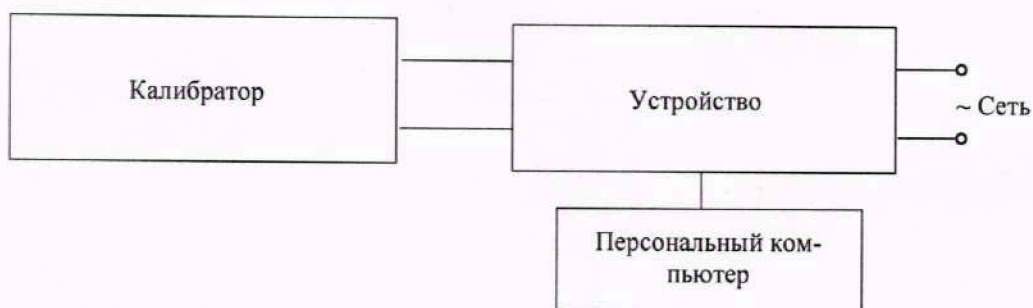 Калибратор
Устройство
~ Сеть
Персональный ком-
пьютер